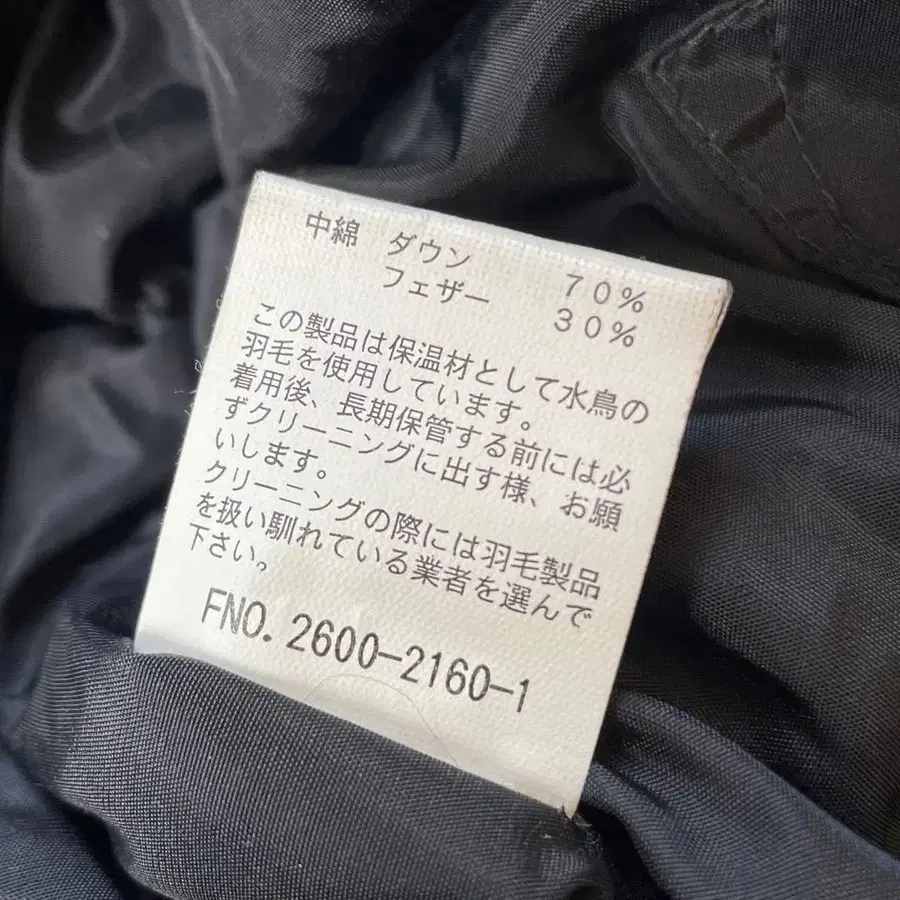 中綿 ダウン 70%
フェザー 30%
この製品は保温材として水鳥の
羽毛を使用しています。
着用後、長期保管する前には必
ずクリーニングに出す様、お願
いします。
クリーニングの際には羽毛製品
を扱い馴れている業者を選んで
下さい。
FNO. 2600-2160-1